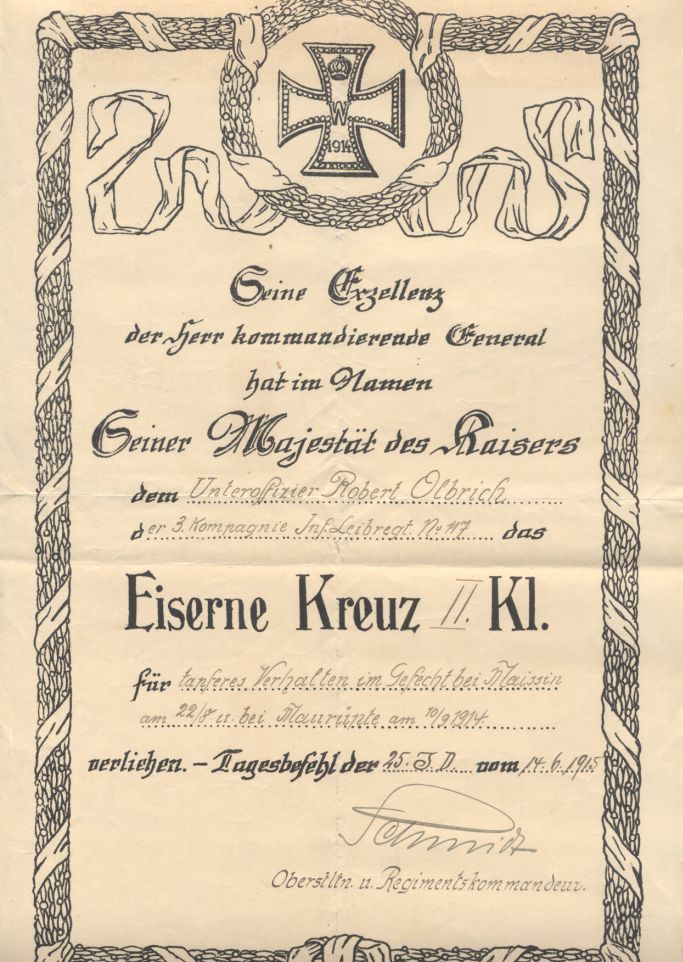 W
1914
Seine Exzellenz
der Herr kommandierende General
hat im Namen
Seiner Majestät des Kaisers
dem Unteroffizier Robert Olbrich
der 3. Kompagnie Inf. Leibregt. No 117 das
Eiserne Kreuz II. Kl.
für tapferes Verhalten im Gefecht bei Maissin
am 22/8 u. bei Maurüpte am 10/9 1914.
verliehen. – Tagesbefehl der 25. I. D. vom 14. 6. 1915
Schmidt
Oberstltn. u. Regimentskommandeur.